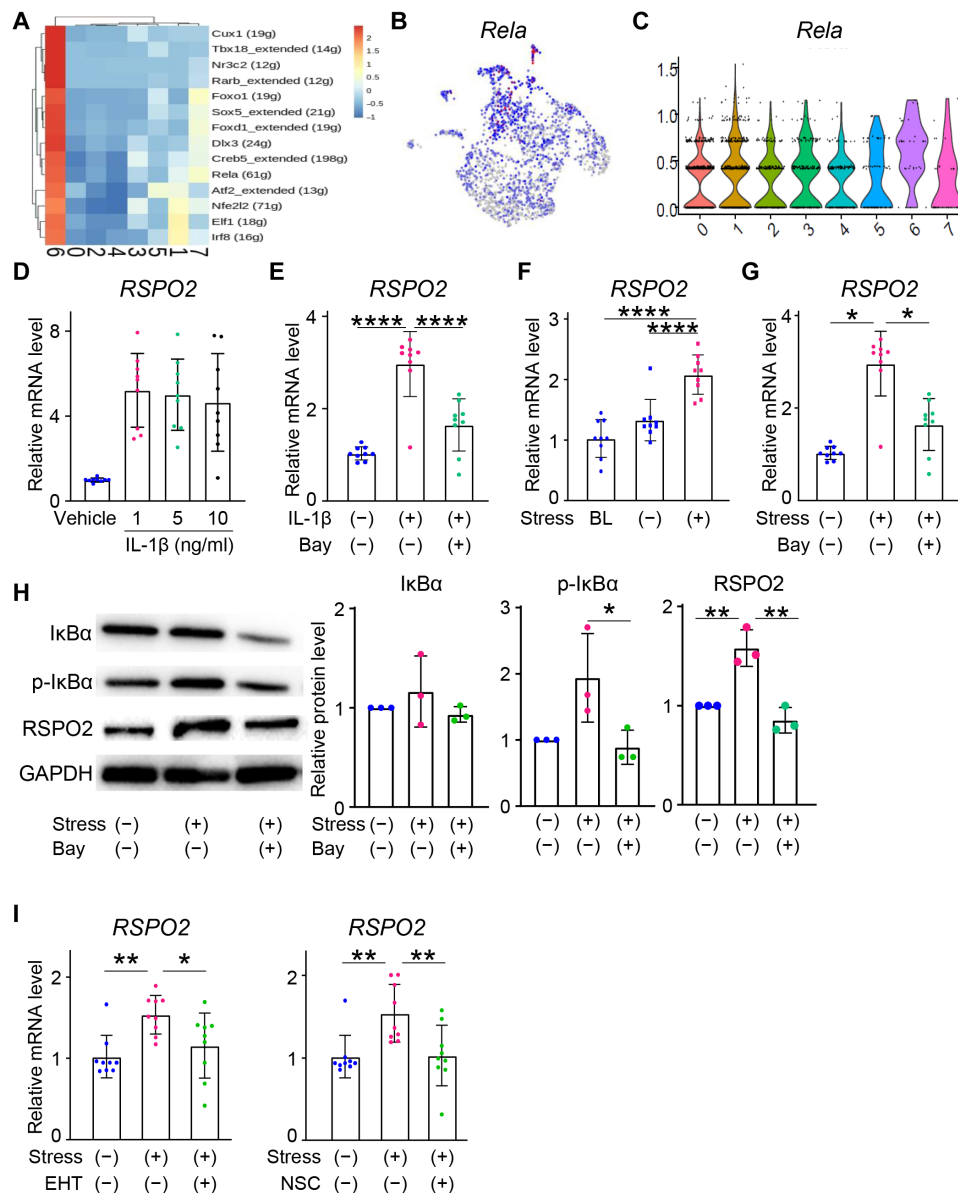 A
Cux1 (19g)
Tbx18_extended (14g)
Nr3c2 (12g)
Rarb_extended (12g)
Foxo1 (19g)
Sox5_extended (21g)
Foxd1_extended (19g)
Dlx3 (24g)
Creb5_extended (198g)
Rela (61g)
Atf2_extended (13g)
Nfe2l2 (71g)
Elf1 (18g)
Irf8 (16g)
6 0 2 4 3 5 1 7
2
1.5
1
0.5
0
−0.5
−1
B
Rela
C
Rela
1.5
1.0
0.5
0.0
0 1 2 3 4 5 6 7
D
RSPO2
Relative mRNA level
8
4
0
Vehicle 1 5 10
IL-1β (ng/ml)
E
RSPO2
Relative mRNA level
4
2
0
**** ****
IL-1β (−) (+) (+)
Bay (−) (−) (+)
F
RSPO2
Relative mRNA level
3
2
1
0
****
****
Stress BL (−) (+)
G
RSPO2
Relative mRNA level
4
2
0
* *
Stress (−) (+) (+)
Bay (−) (−) (+)
H
IκBα
p-IκBα
RSPO2
GAPDH
Stress (−) (+) (+)
Bay (−) (−) (+)
IκBα
Relative protein level
2
1
0
Stress (−) (+) (+)
Bay (−) (−) (+)
p-IκBα
3
2
1
0
*
(−) (+) (+)
(−) (−) (+)
RSPO2
2
1
0
** **
(−) (+) (+)
(−) (−) (+)
I
RSPO2
Relative mRNA level
2
1
0
** *
Stress (−) (+) (+)
EHT (−) (−) (+)
RSPO2
2
1
0
** **
Stress (−) (+) (+)
NSC (−) (−) (+)